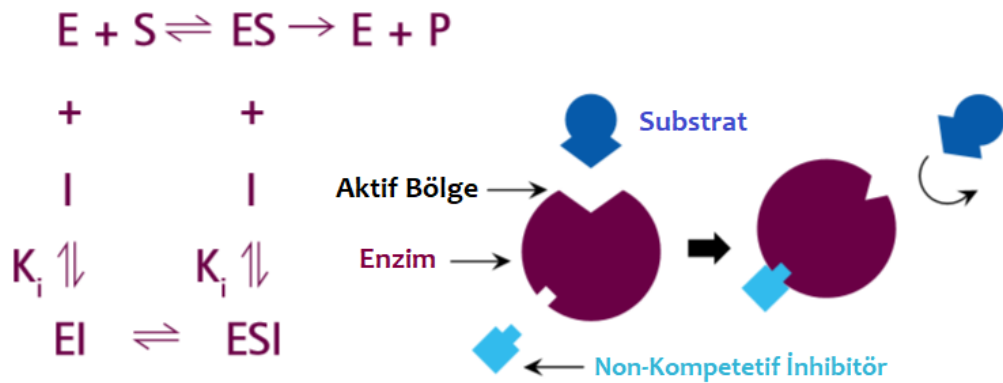 E + S ⇌ ES → E + P
+ +
I I
Kᵢ ⇌ Kᵢ ⇌
EI ⇌ ESI
Substrat
Aktif Bölge
Enzim
Non-Kompetetif İnhibitör